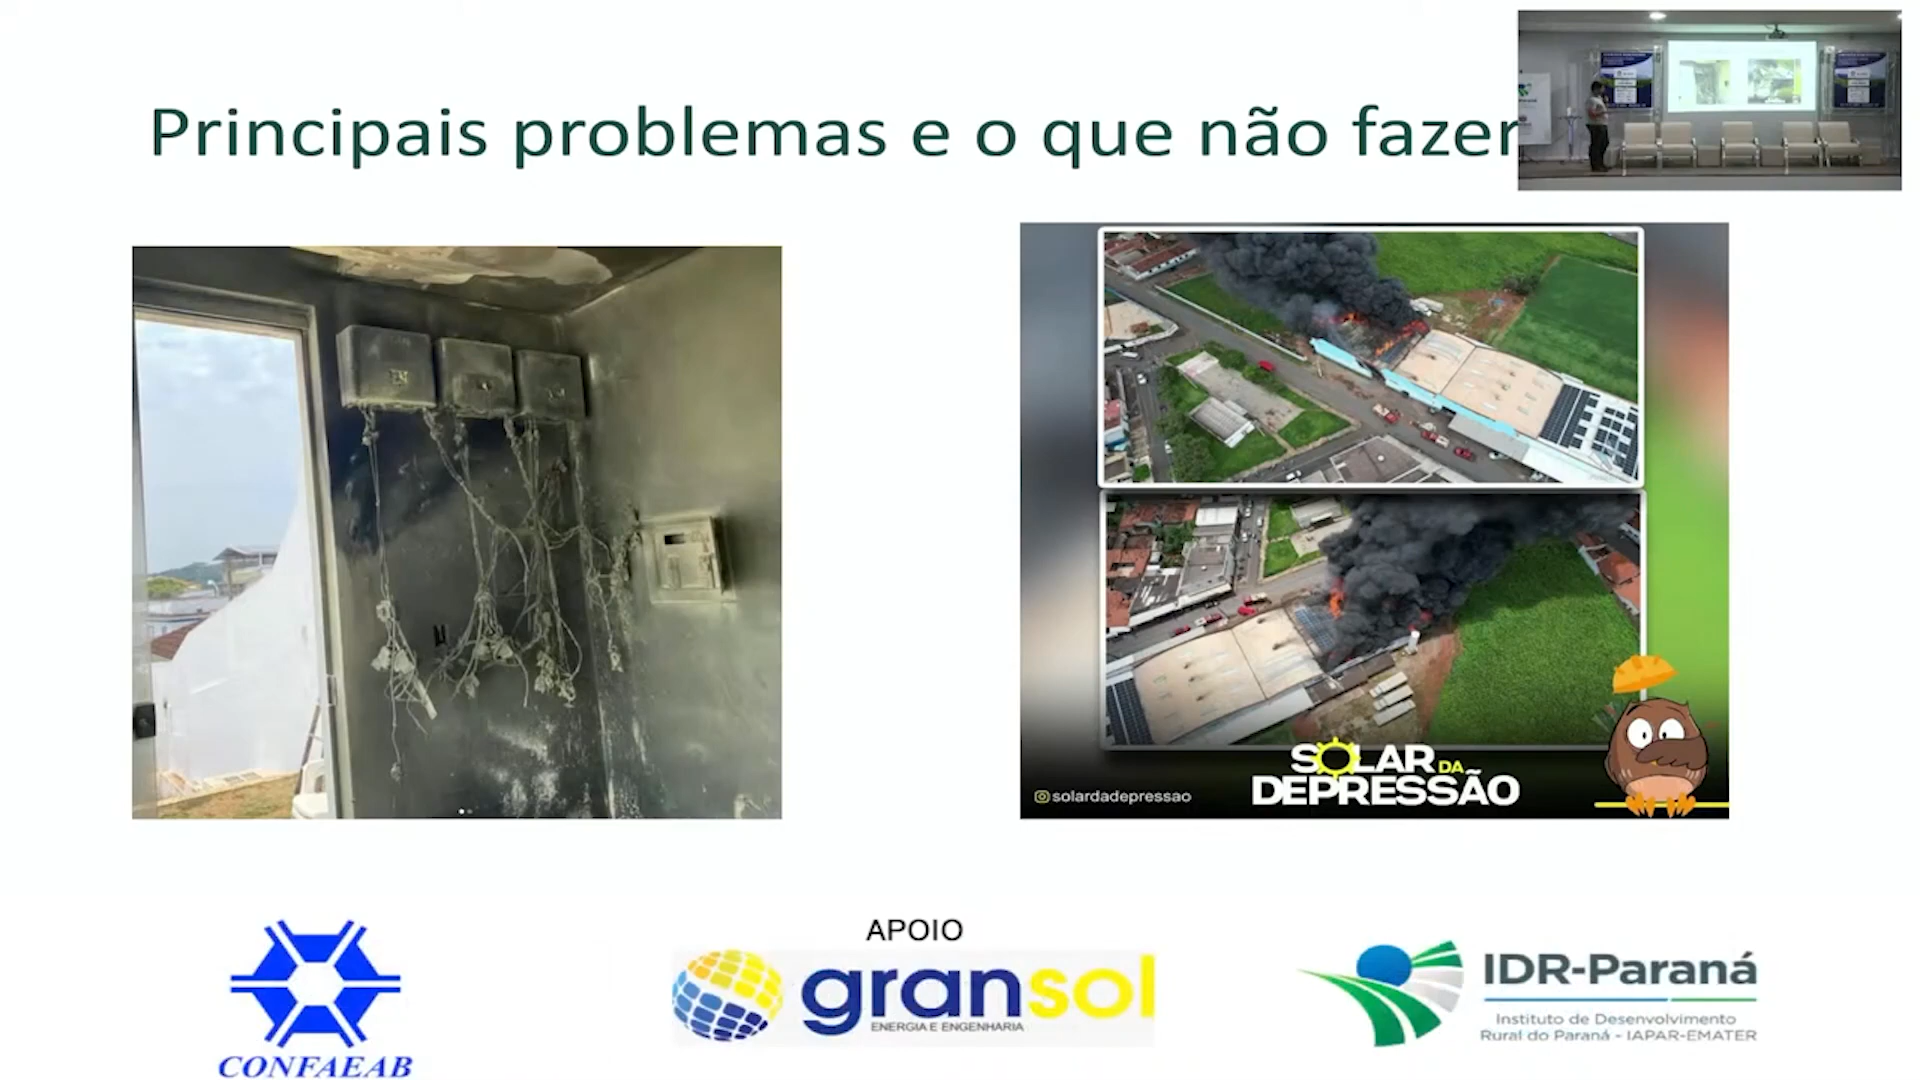 Principais problemas e o que não fazer
SOLAR DA
DEPRESSÃO
solardadepressao
APOIO
CONFAEAB
gransol
ENERGIA E ENGENHARIA
IDR-Paraná
Instituto de Desenvolvimento
Rural do Paraná - IAPAR-EMATER